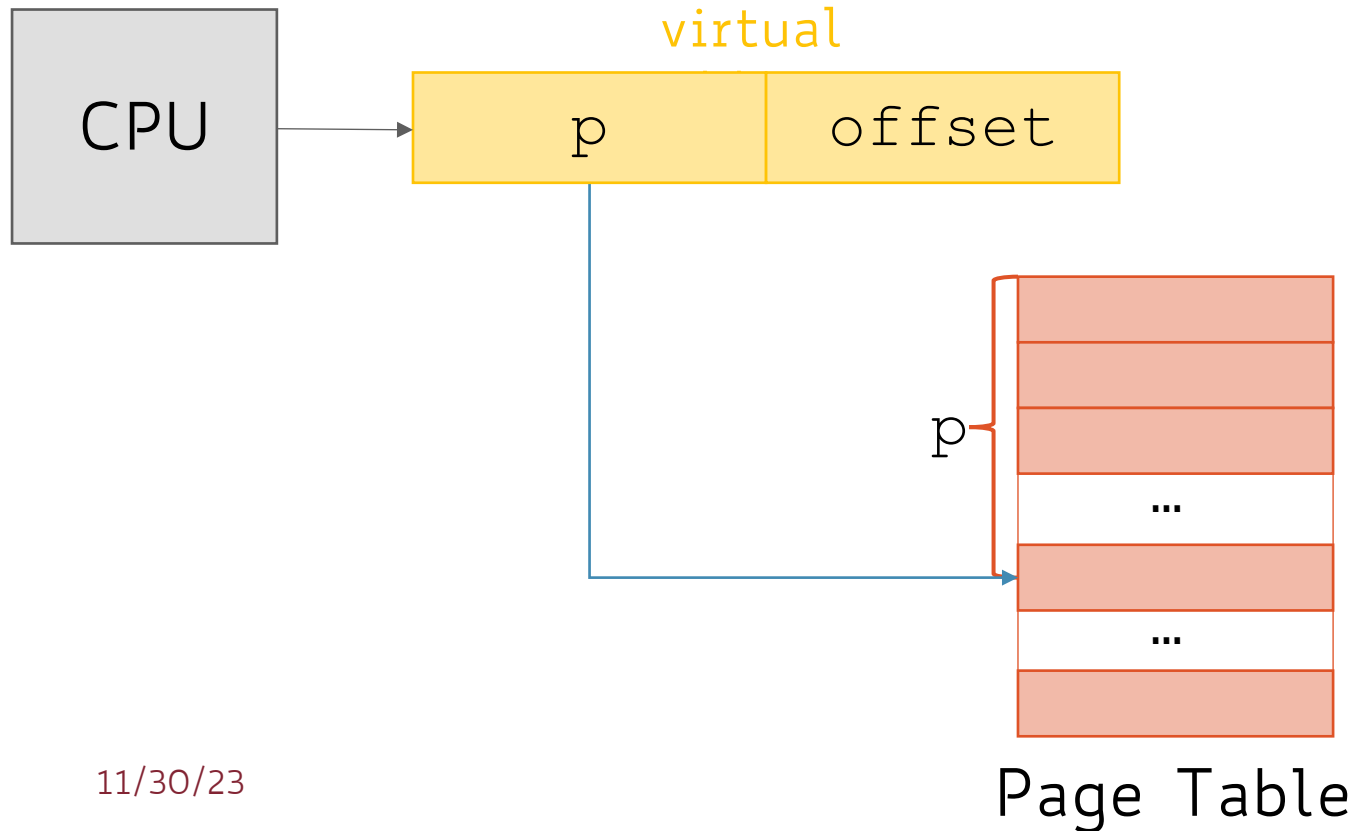 virtual
CPU
p
offset
p
...
...
11/30/23
Page Table